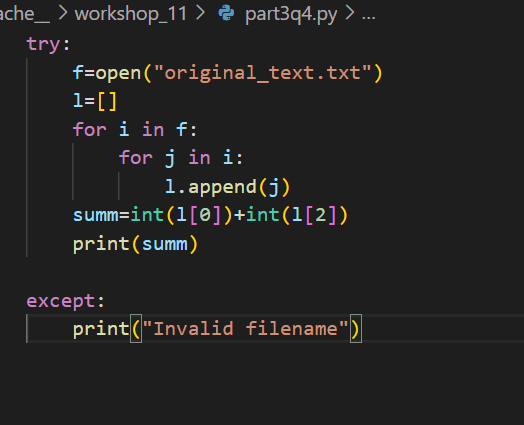 ache__ > workshop_11 > part3q4.py > ...
try:
    f=open("original_text.txt")
    l=[]
    for i in f:
        for j in i:
            l.append(j)
    summ=int(l[0])+int(l[2])
    print(summ)
except:
    print("Invalid filename")